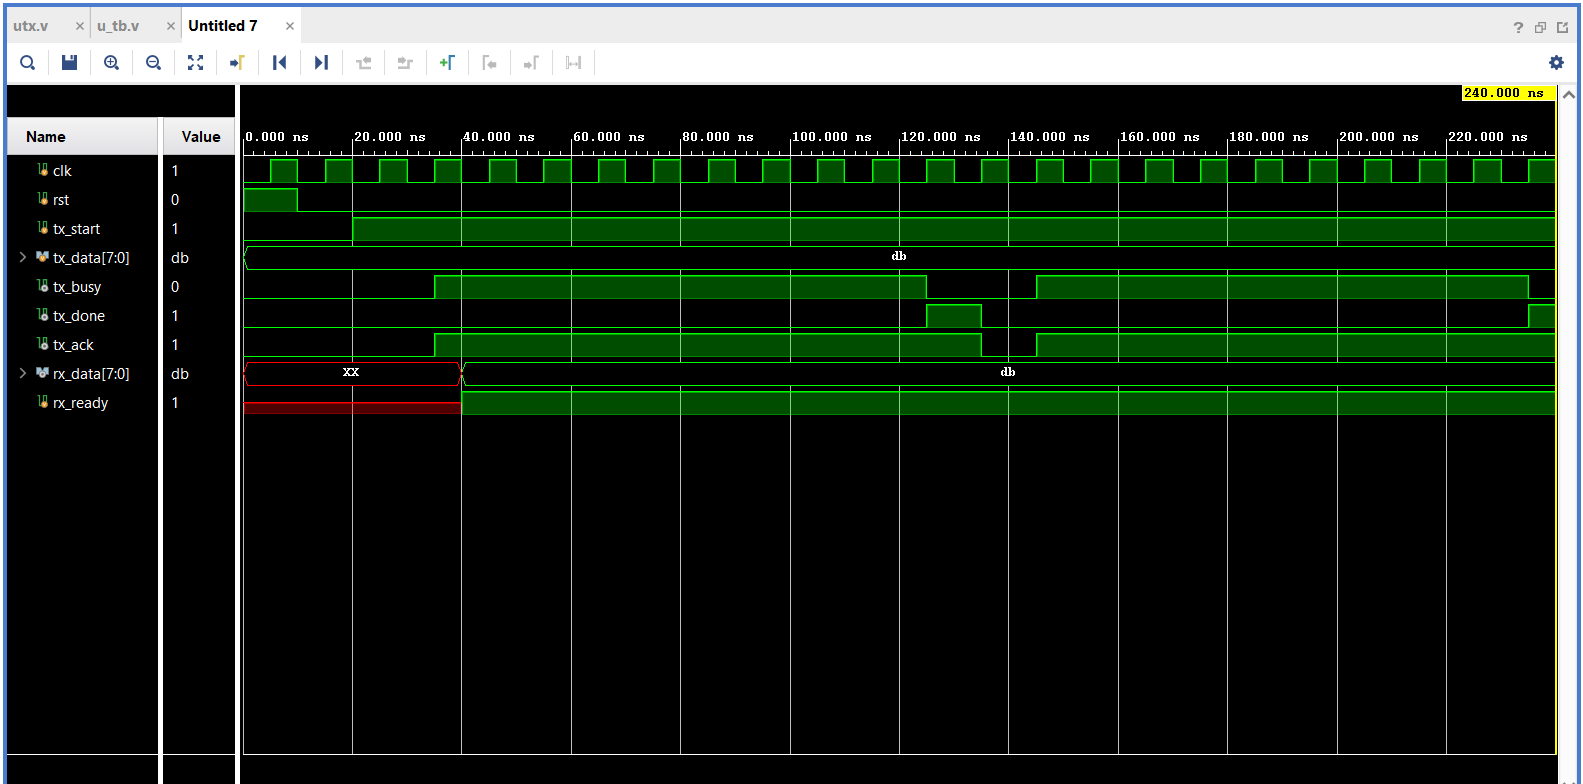 utx.v × u_tb.v × Untitled 7 × ?
240.000 ns
Name Value 0.000 ns 20.000 ns 40.000 ns 60.000 ns 80.000 ns 100.000 ns 120.000 ns 140.000 ns 160.000 ns 180.000 ns 200.000 ns 220.000 ns
clk 1
rst 0
tx_start 1
tx_data[7:0] db db
tx_busy 0
tx_done 1
tx_ack 1
rx_data[7:0] db XX db
rx_ready 1